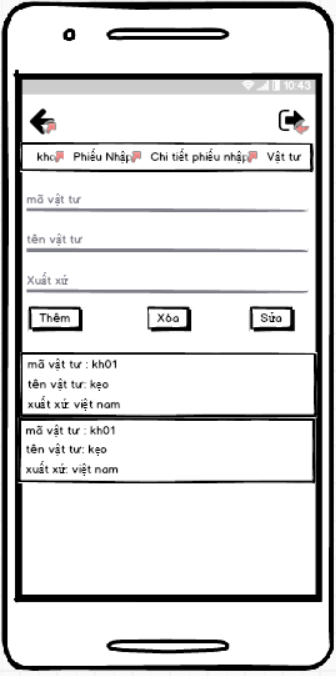 10:43
kho Phiếu Nhập Chi tiết phiếu nhập Vật tư
mã vật tư
tên vật tư
Xuất xứ
Thêm Xóa Sửa
mã vật tư : kh01
tên vật tư: kẹo
xuất xứ: việt nam
mã vật tư : kh01
tên vật tư: kẹo
xuất xứ: việt nam